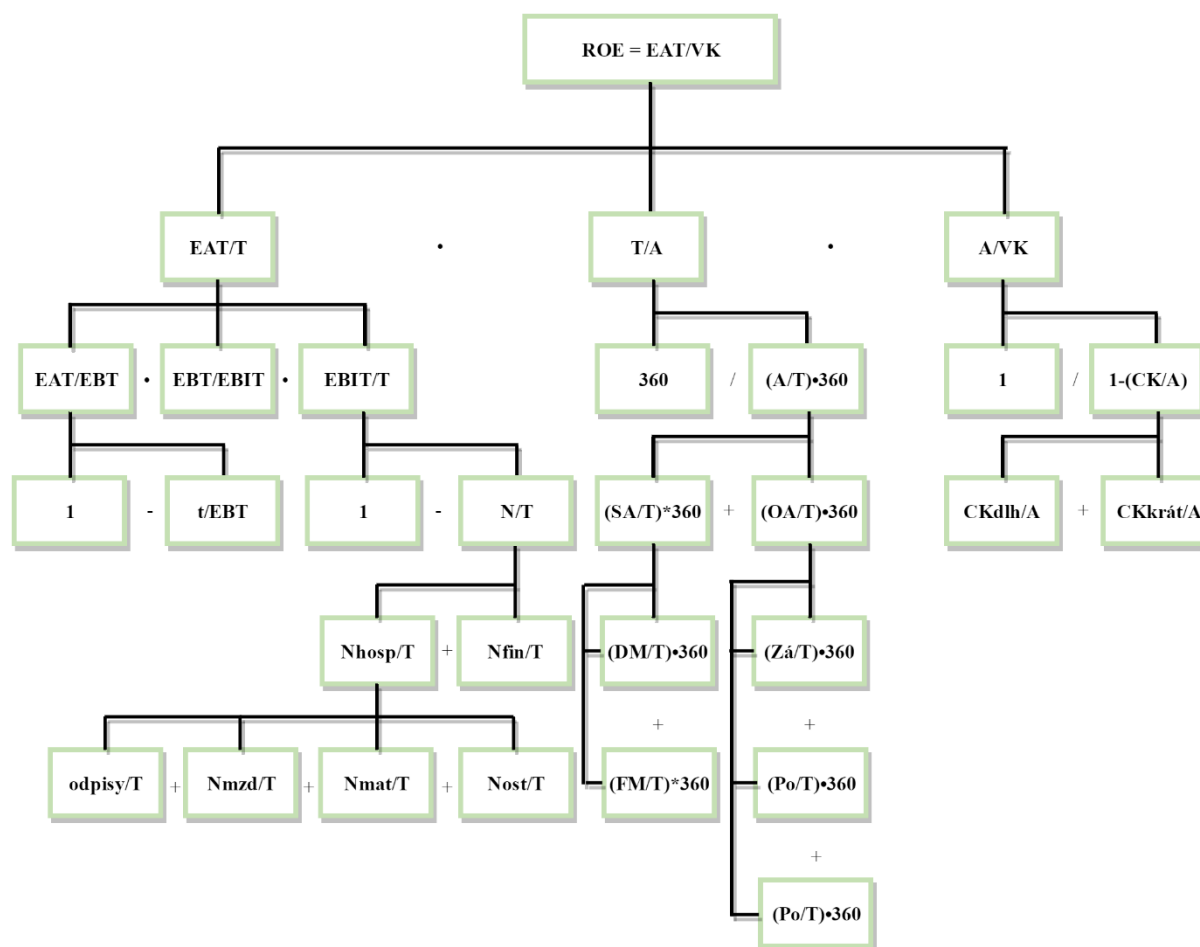 ROE = EAT/VK
EAT/T • T/A • A/VK
EAT/EBT • EBT/EBIT • EBIT/T 360 / (A/T)•360 1 / 1-(CK/A)
1 - t/EBT 1 - N/T (SA/T)*360 + (OA/T)•360 CKdlh/A + CKkrát/A
Nhosp/T + Nfin/T (DM/T)•360 (Zá/T)•360
+ +
odpisy/T + Nmzd/T + Nmat/T + Nost/T (FM/T)*360 (Po/T)•360
+
(Po/T)•360